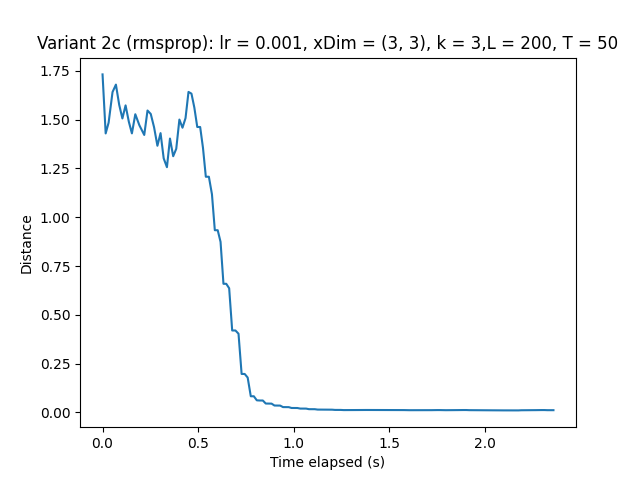 Variant 2c (rmsprop): lr = 0.001, xDim = (3, 3), k = 3,L = 200, T = 50
1.75
1.50
1.25
1.00
0.75
0.50
0.25
0.00
Distance
0.0 0.5 1.0 1.5 2.0
Time elapsed (s)